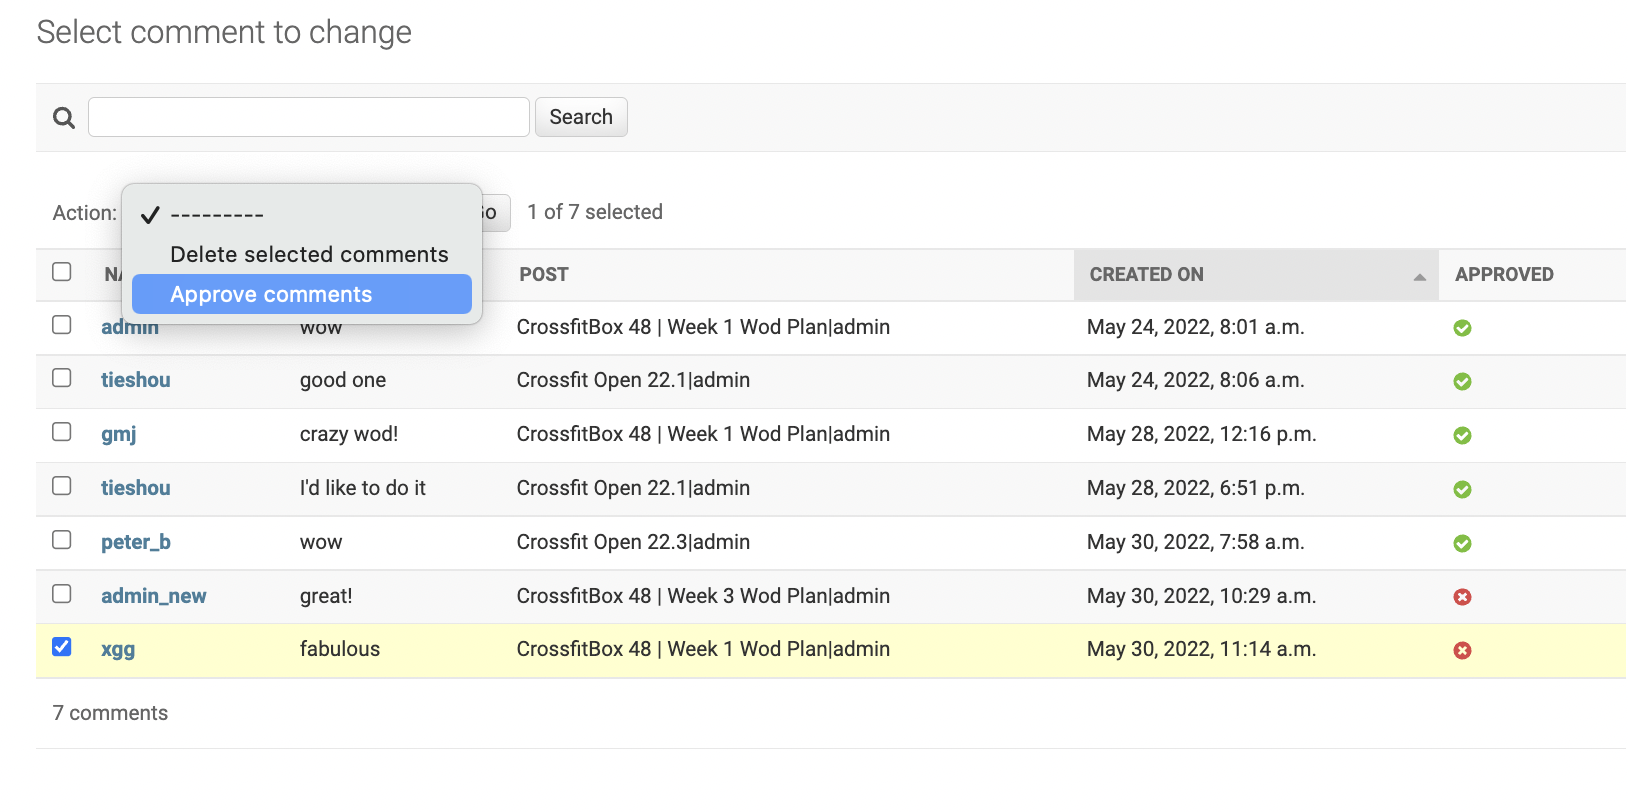 Select comment to change
Search
Action: --------- 1 of 7 selected
Delete selected comments
Approve comments
POST CREATED ON APPROVED
admin wow CrossfitBox 48 | Week 1 Wod Plan|admin May 24, 2022, 8:01 a.m.
tieshou good one Crossfit Open 22.1|admin May 24, 2022, 8:06 a.m.
gmj crazy wod! CrossfitBox 48 | Week 1 Wod Plan|admin May 28, 2022, 12:16 p.m.
tieshou I'd like to do it Crossfit Open 22.1|admin May 28, 2022, 6:51 p.m.
peter_b wow Crossfit Open 22.3|admin May 30, 2022, 7:58 a.m.
admin_new great! CrossfitBox 48 | Week 3 Wod Plan|admin May 30, 2022, 10:29 a.m.
xgg fabulous CrossfitBox 48 | Week 1 Wod Plan|admin May 30, 2022, 11:14 a.m.
7 comments